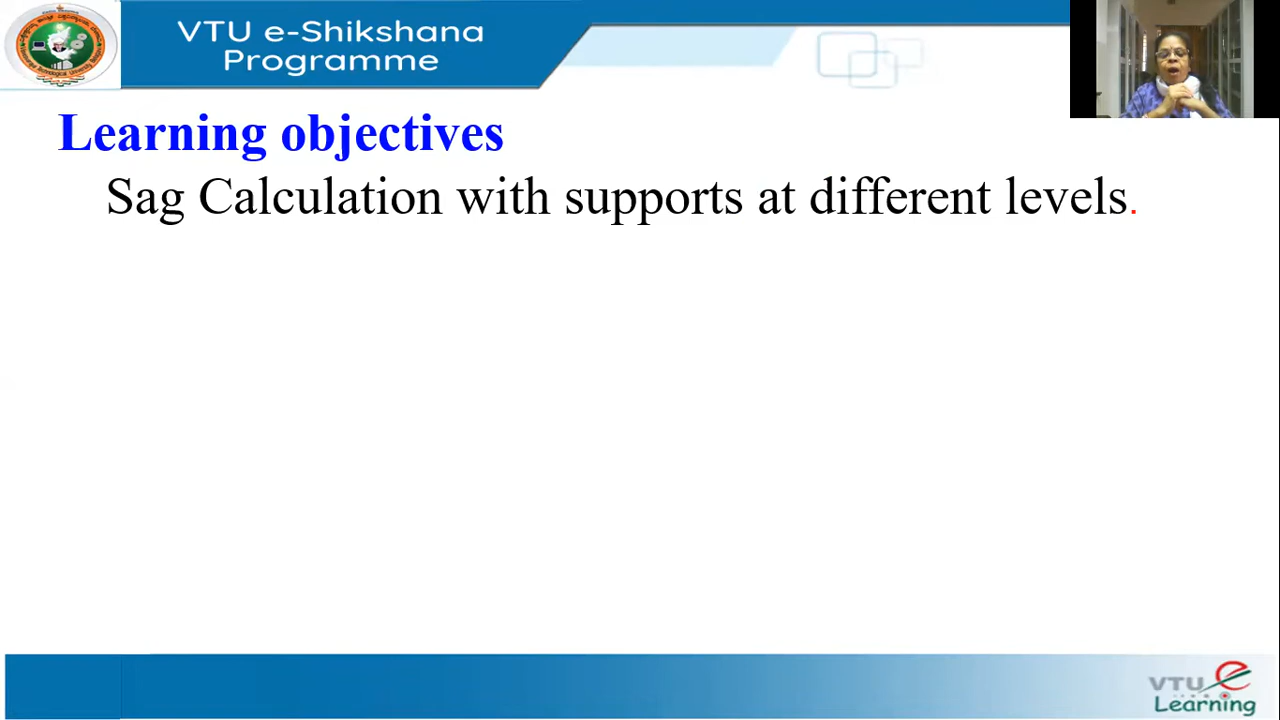 VTU e-Shikshana
Programme
Learning objectives
Sag Calculation with supports at different levels.
VTU e
Learning